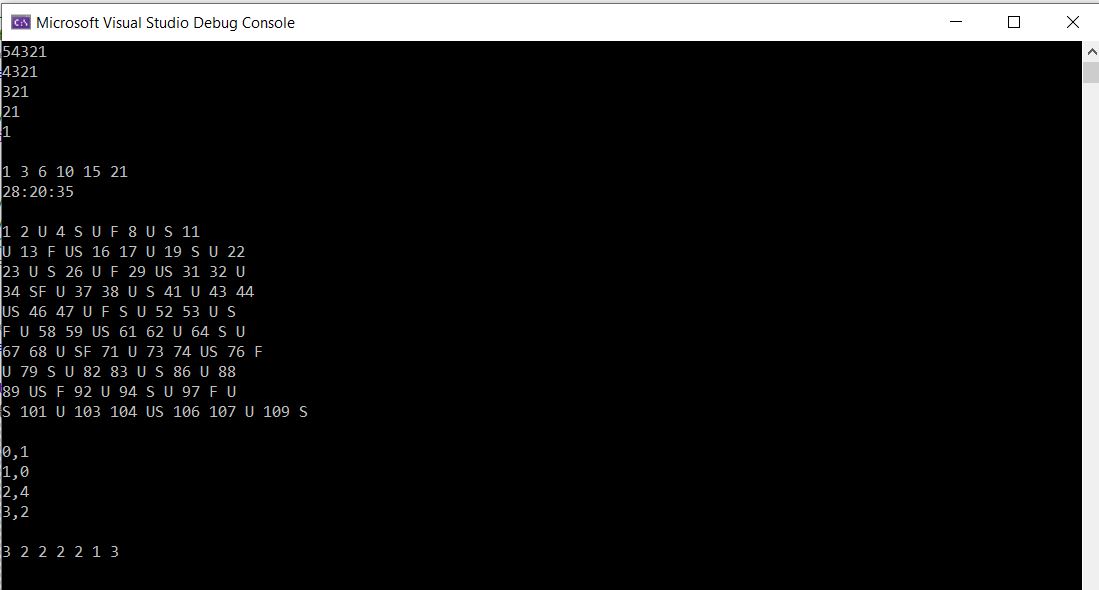 Microsoft Visual Studio Debug Console
54321
4321
321
21
1
1 3 6 10 15 21
28:20:35
1 2 U 4 S U F 8 U S 11
U 13 F US 16 17 U 19 S U 22
23 U S 26 U F 29 US 31 32 U
34 SF U 37 38 U S 41 U 43 44
US 46 47 U F S U 52 53 U S
F U 58 59 US 61 62 U 64 S U
67 68 U SF 71 U 73 74 US 76 F
U 79 S U 82 83 U S 86 U 88
89 US F 92 U 94 S U 97 F U
S 101 U 103 104 US 106 107 U 109 S
0,1
1,0
2,4
3,2
3 2 2 2 2 1 3